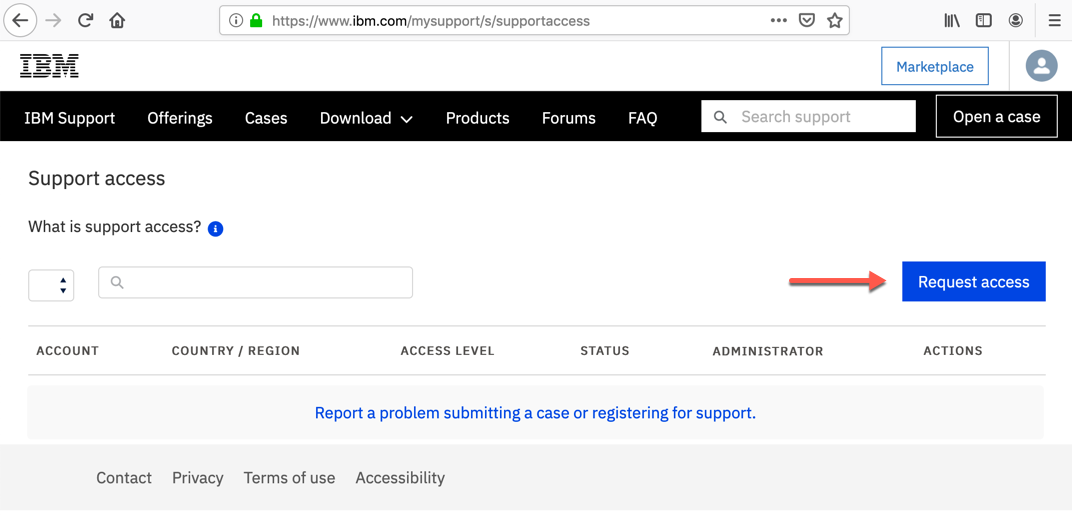 https://www.ibm.com/mysupport/s/supportaccess
IBM
Marketplace
IBM Support Offerings Cases Download Products Forums FAQ Search support Open a case
Support access
What is support access? i
Request access
ACCOUNT COUNTRY / REGION ACCESS LEVEL STATUS ADMINISTRATOR ACTIONS
Report a problem submitting a case or registering for support.
Contact Privacy Terms of use Accessibility